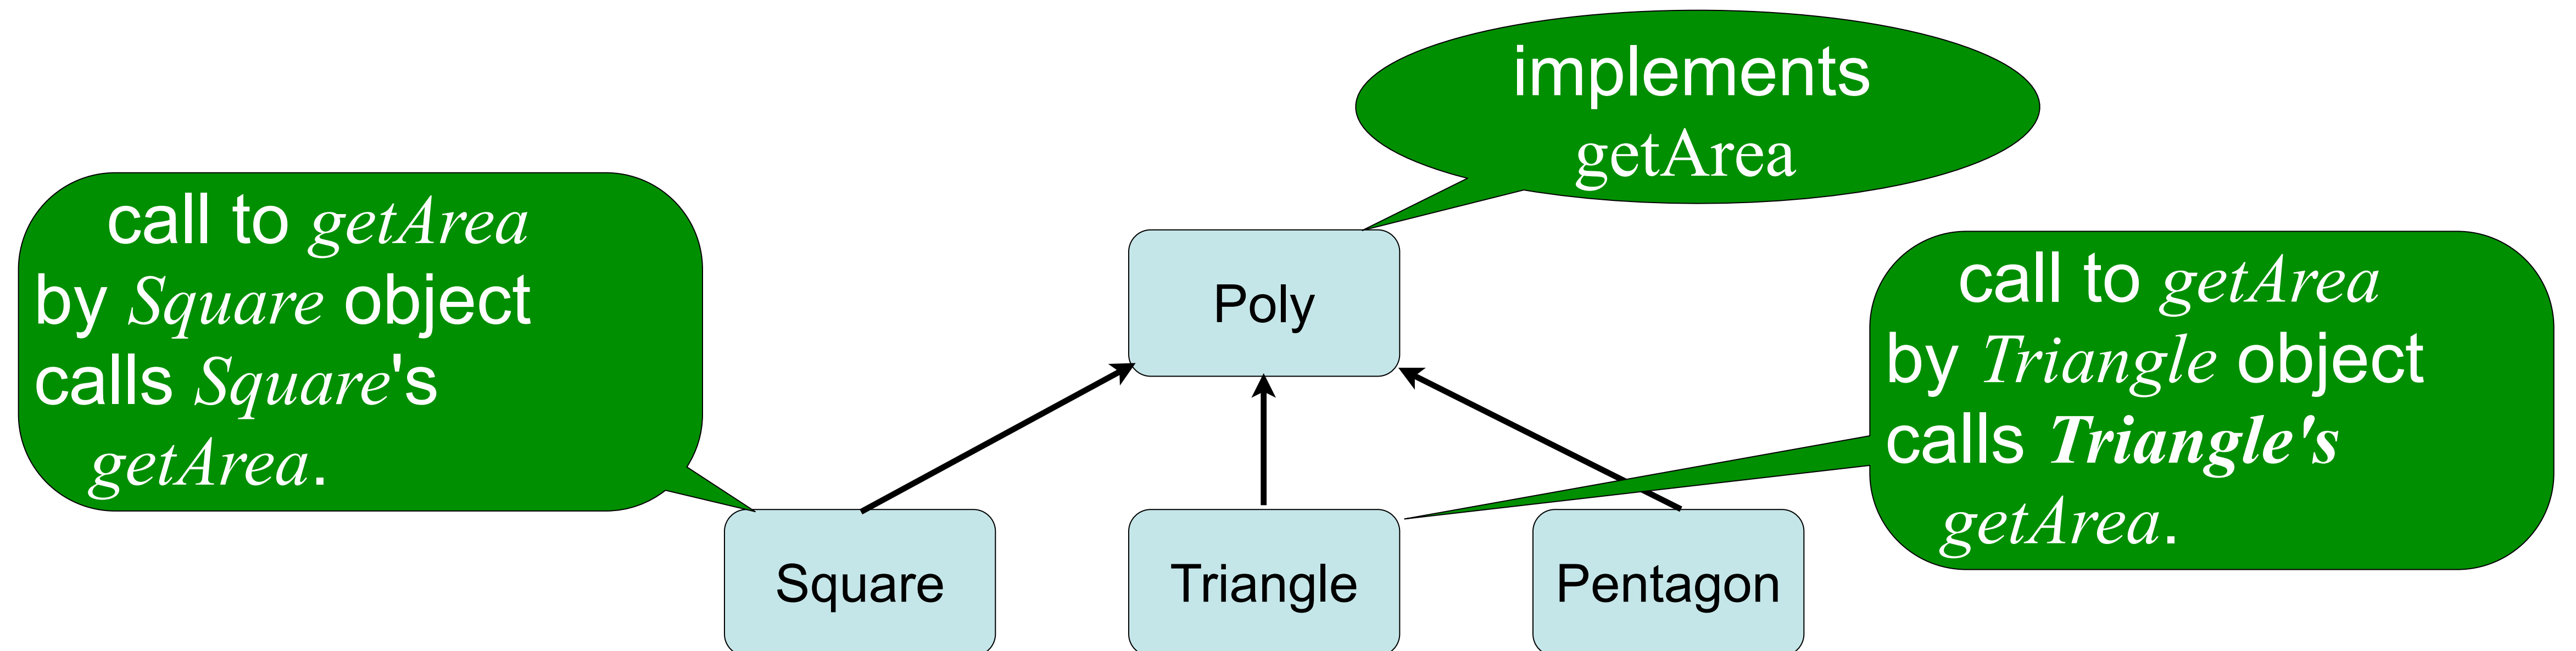 implements
getArea
call to getArea
by Square object
calls Square's
getArea.
Poly
call to getArea
by Triangle object
calls Triangle's
getArea.
Square
Triangle
Pentagon